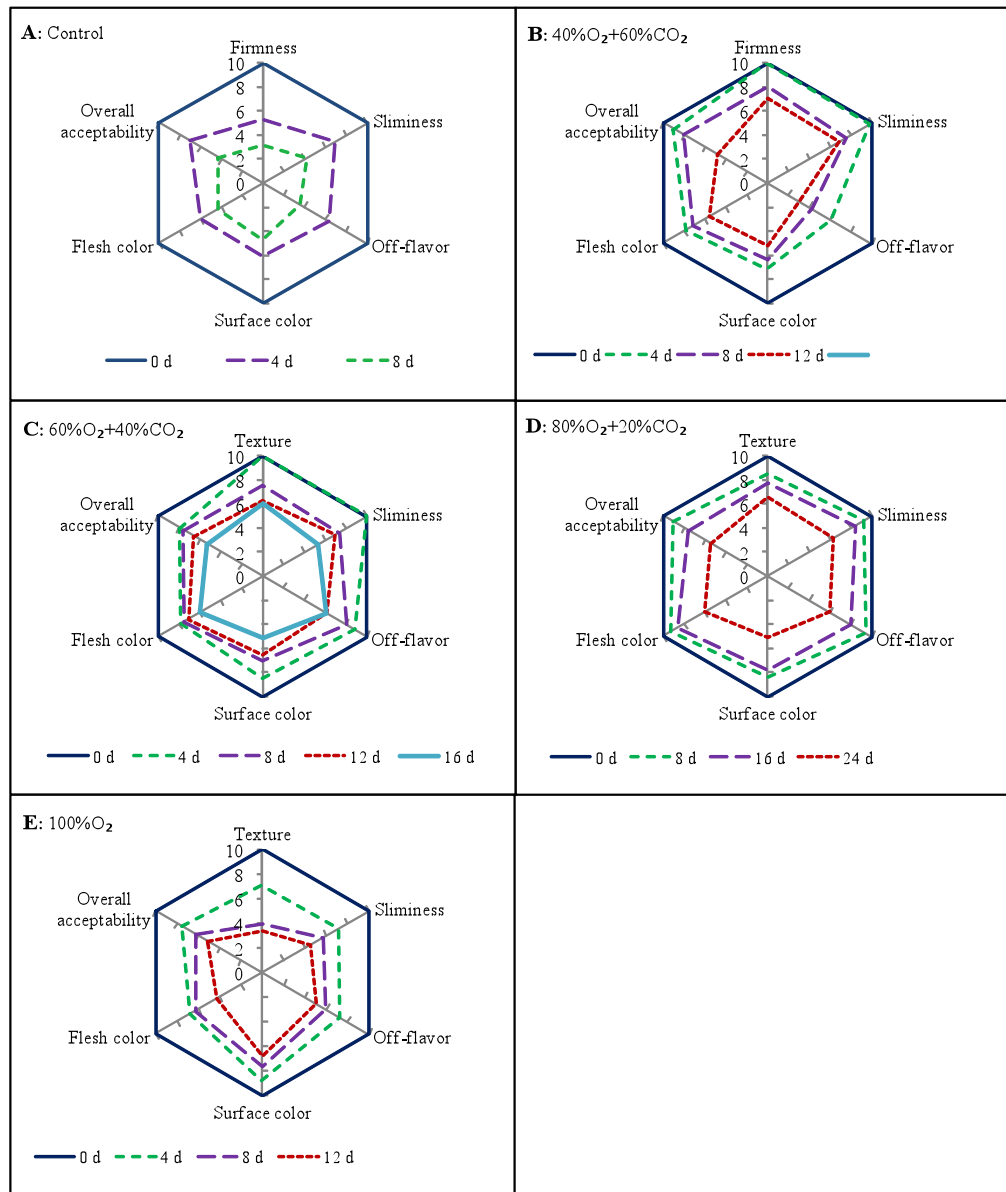 A: Control
Firmness
10
8
6
4
2
0
Sliminess
Off-flavor
Surface color
Flesh color
Overall
acceptability
0 d 4 d 8 d
B: 40%O₂+60%CO₂
Firmness
10
8
6
4
2
0
Sliminess
Off-flavor
Surface color
Flesh color
Overall
acceptability
0 d 4 d 8 d 12 d
C: 60%O₂+40%CO₂
Texture
10
8
6
4
2
0
Sliminess
Off-flavor
Surface color
Flesh color
Overall
acceptability
0 d 4 d 8 d 12 d 16 d
D: 80%O₂+20%CO₂
Texture
10
8
6
4
2
0
Sliminess
Off-flavor
Surface color
Flesh color
Overall
acceptability
0 d 8 d 16 d 24 d
E: 100%O₂
Texture
10
8
6
4
2
0
Sliminess
Off-flavor
Surface color
Flesh color
Overall
acceptability
0 d 4 d 8 d 12 d